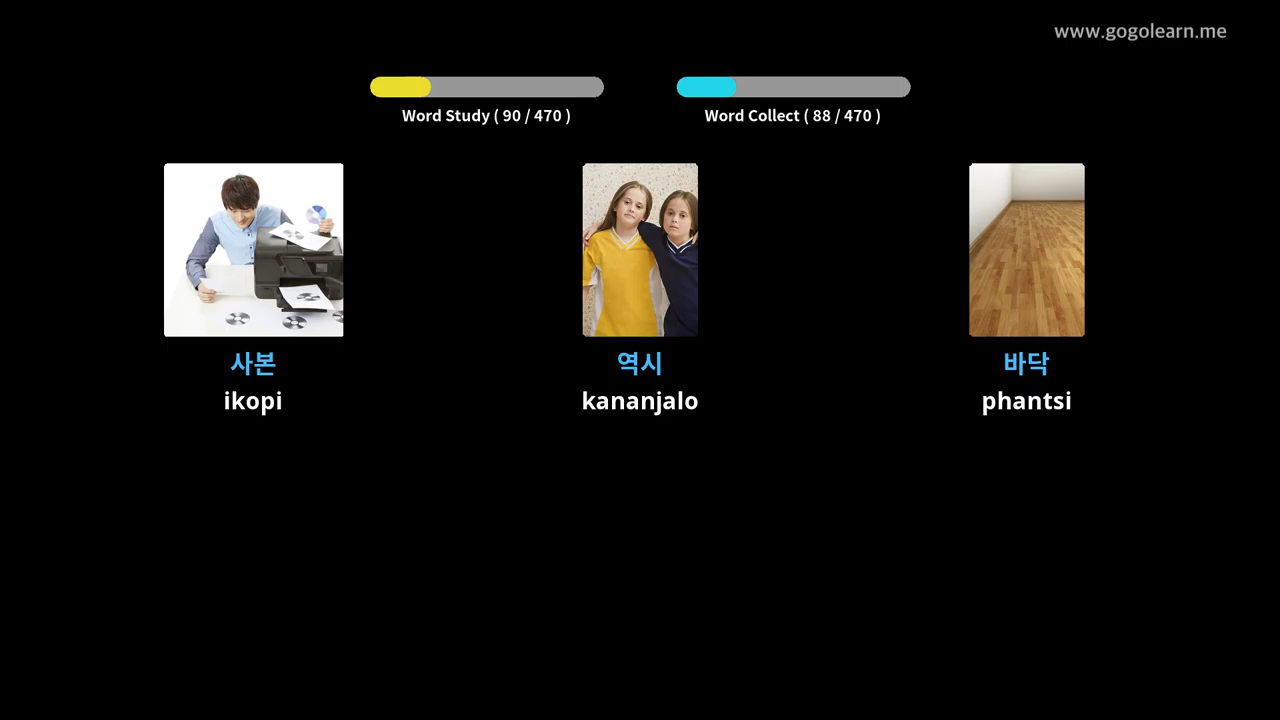 www.gogolearn.me
Word Study ( 90 / 470 )
Word Collect ( 88 / 470 )
사본
ikopi
역시
kananjalo
바닥
phantsi